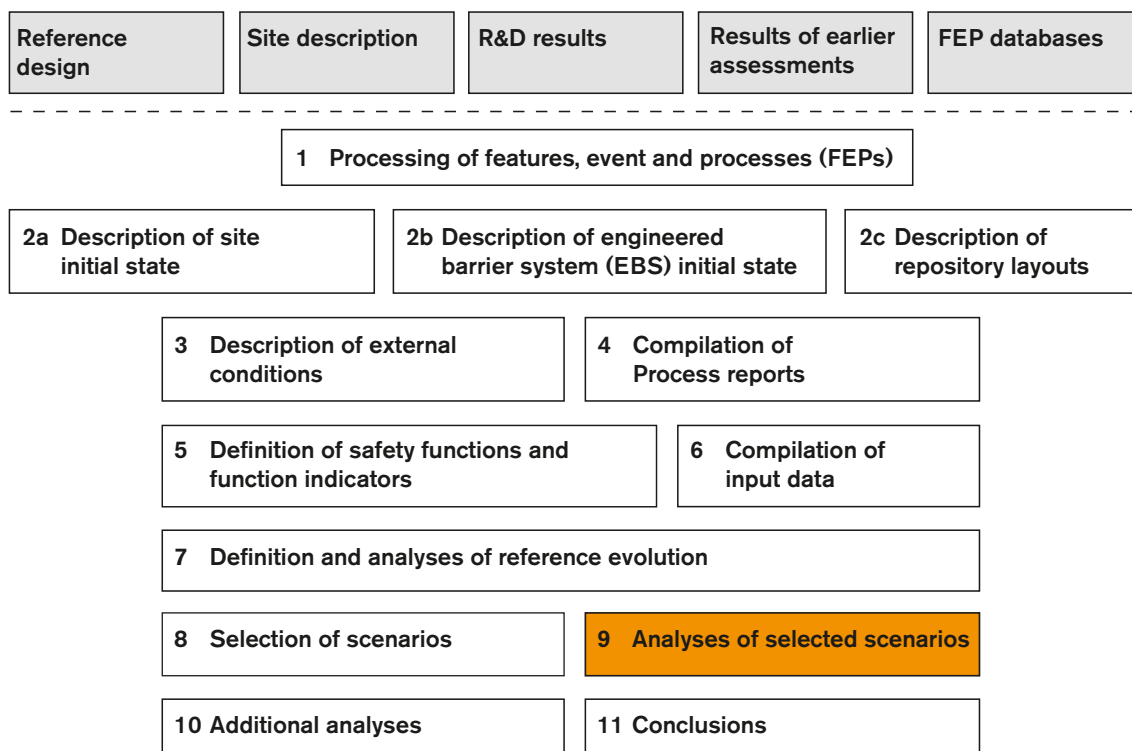 Reference
design
Site description
R&D results
Results of earlier
assessments
FEP databases
1 Processing of features, event and processes (FEPs)
2a Description of site
initial state
2b Description of engineered
barrier system (EBS) initial state
2c Description of
repository layouts
3 Description of external
conditions
4 Compilation of
Process reports
5 Definition of safety functions and
function indicators
6 Compilation of
input data
7 Definition and analyses of reference evolution
8 Selection of scenarios
9 Analyses of selected scenarios
10 Additional analyses
11 Conclusions